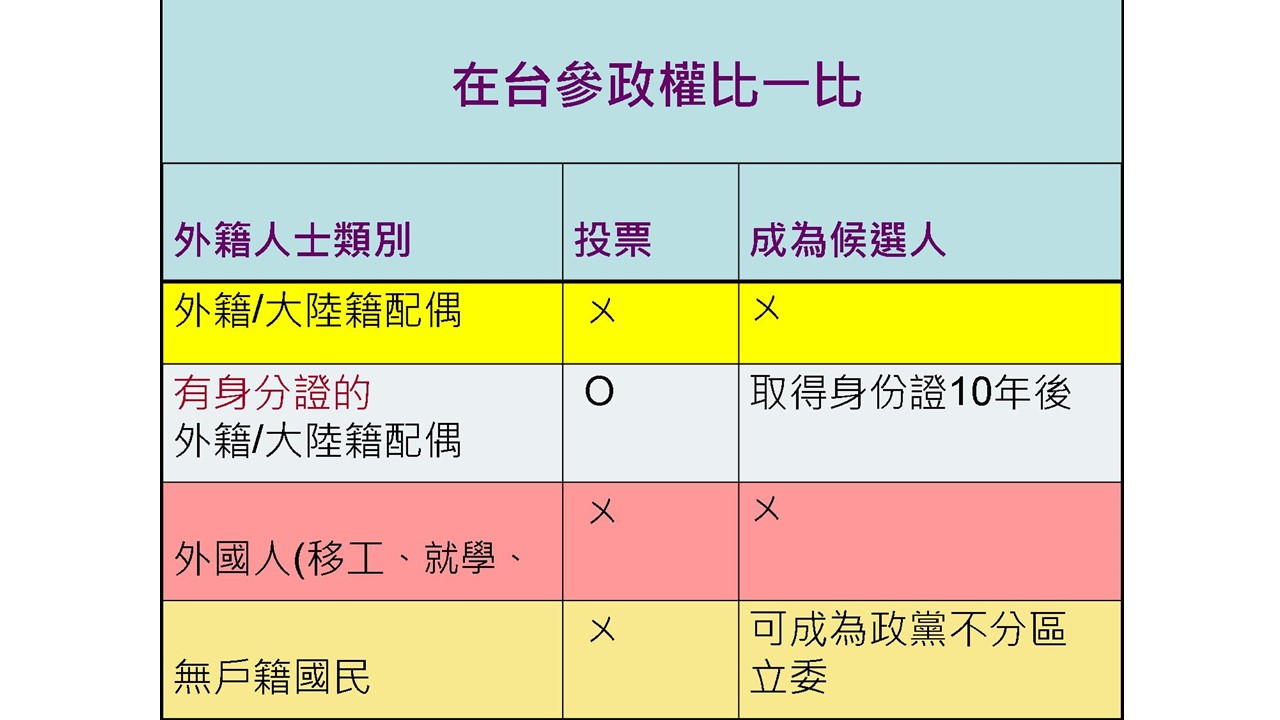 在台參政權比一比
外籍人士類別 投票 成為候選人
外籍/大陸籍配偶 ㄨ ㄨ
有身分證的 O 取得身份證10年後
外籍/大陸籍配偶
ㄨ ㄨ
外國人(移工、就學、
ㄨ 可成為政黨不分區
無戶籍國民 立委